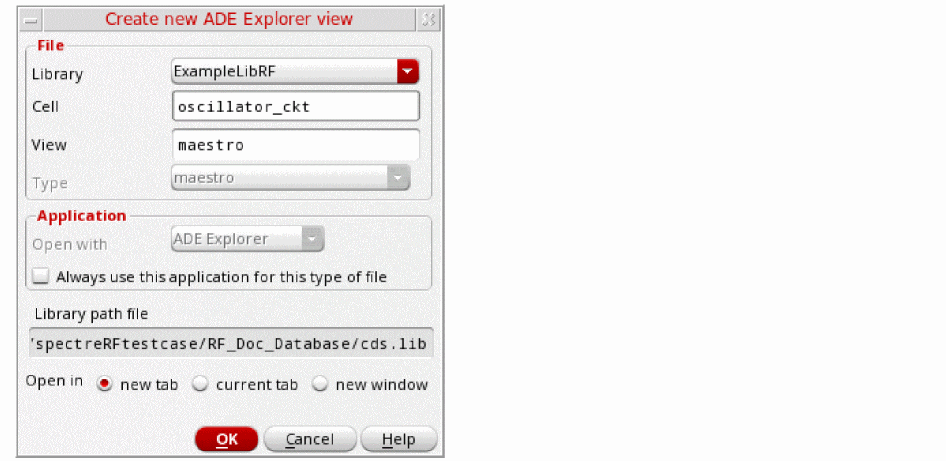 Create new ADE Explorer view
File
Library ExampleLibRF
Cell oscillator_ckt
View maestro
Type maestro
Application
Open with ADE Explorer
Always use this application for this type of file
Library path file
/spectreRFtestcase/RF_Doc_Database/cds.lib
Open in new tab current tab new window
OK Cancel Help